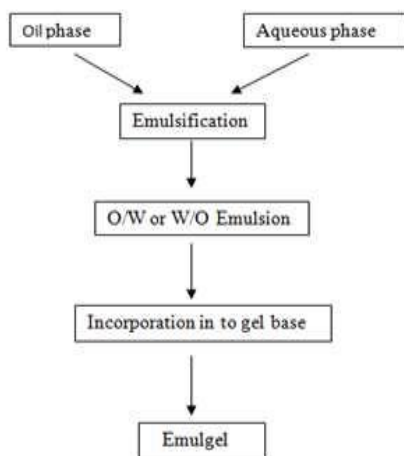 Oil phase
Aqueous phase
Emulsification
O/W or W/O Emulsion
Incorporation in to gel base
Emulgel